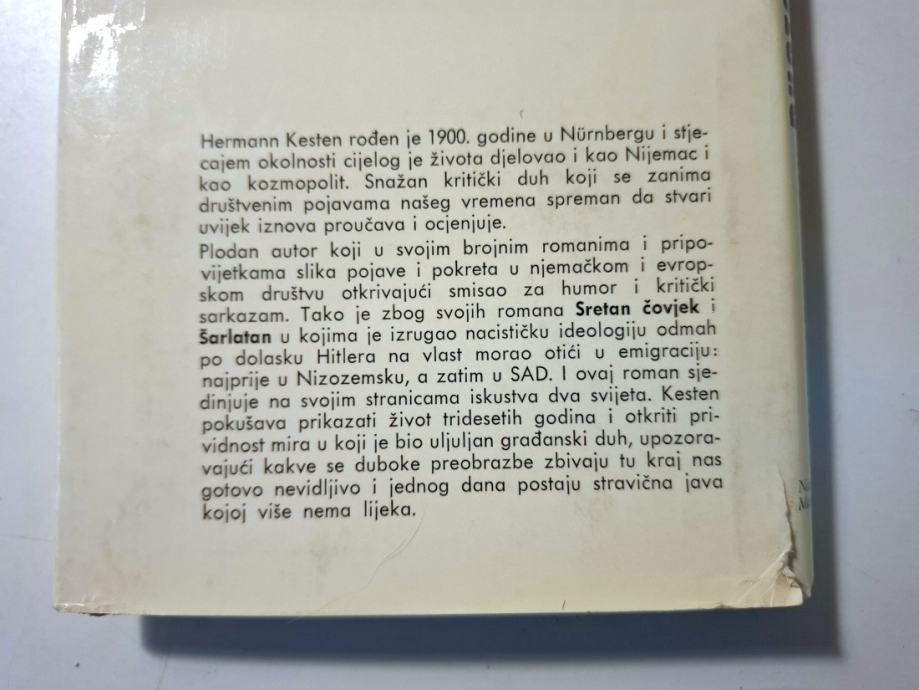 Hermann Kesten rođen je 1900. godine u Nürnbergu i stje-
cajem okolnosti cijelog je života djelovao i kao Nijemac i
kao kozmopolit. Snažan kritički duh koji se zanima
društvenim pojavama našeg vremena spreman da stvari
uvijek iznova proučava i ocjenjuje.
Plodan autor koji u svojim brojnim romanima i pripo-
vijetkama slika pojave i pokreta u njemačkom i evrop-
skom društvu otkrivajući smisao za humor i kritički
sarkazam. Tako je zbog svojih romana Sretan čovjek i
Šarlatan u kojima je izrugao nacističku ideologiju odmah
po dolasku Hitlera na vlast morao otići u emigraciju:
najprije u Nizozemsku, a zatim u SAD. I ovaj roman sje-
dinjuje na svojim stranicama iskustva dva svijeta. Kesten
pokušava prikazati život tridesetih godina i otkriti pri-
vidnost mira u koji je bio uljuljan građanski duh, upozora-
vajući kakve se duboke preobrazbe zbivaju tu kraj nas
gotovo nevidljivo i jednog dana postaju stravična java
kojoj više nema lijeka.